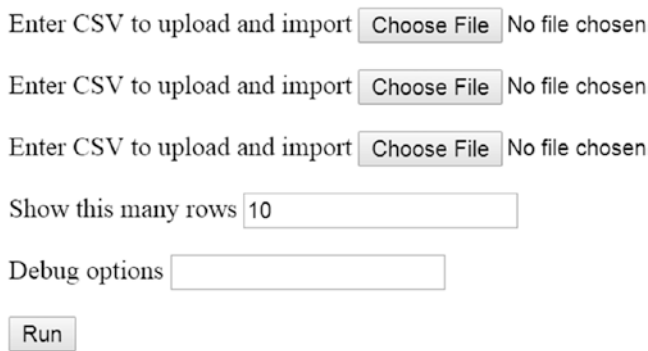 Enter CSV to upload and import Choose File No file chosen
Enter CSV to upload and import Choose File No file chosen
Enter CSV to upload and import Choose File No file chosen
Show this many rows 10
Debug options
Run